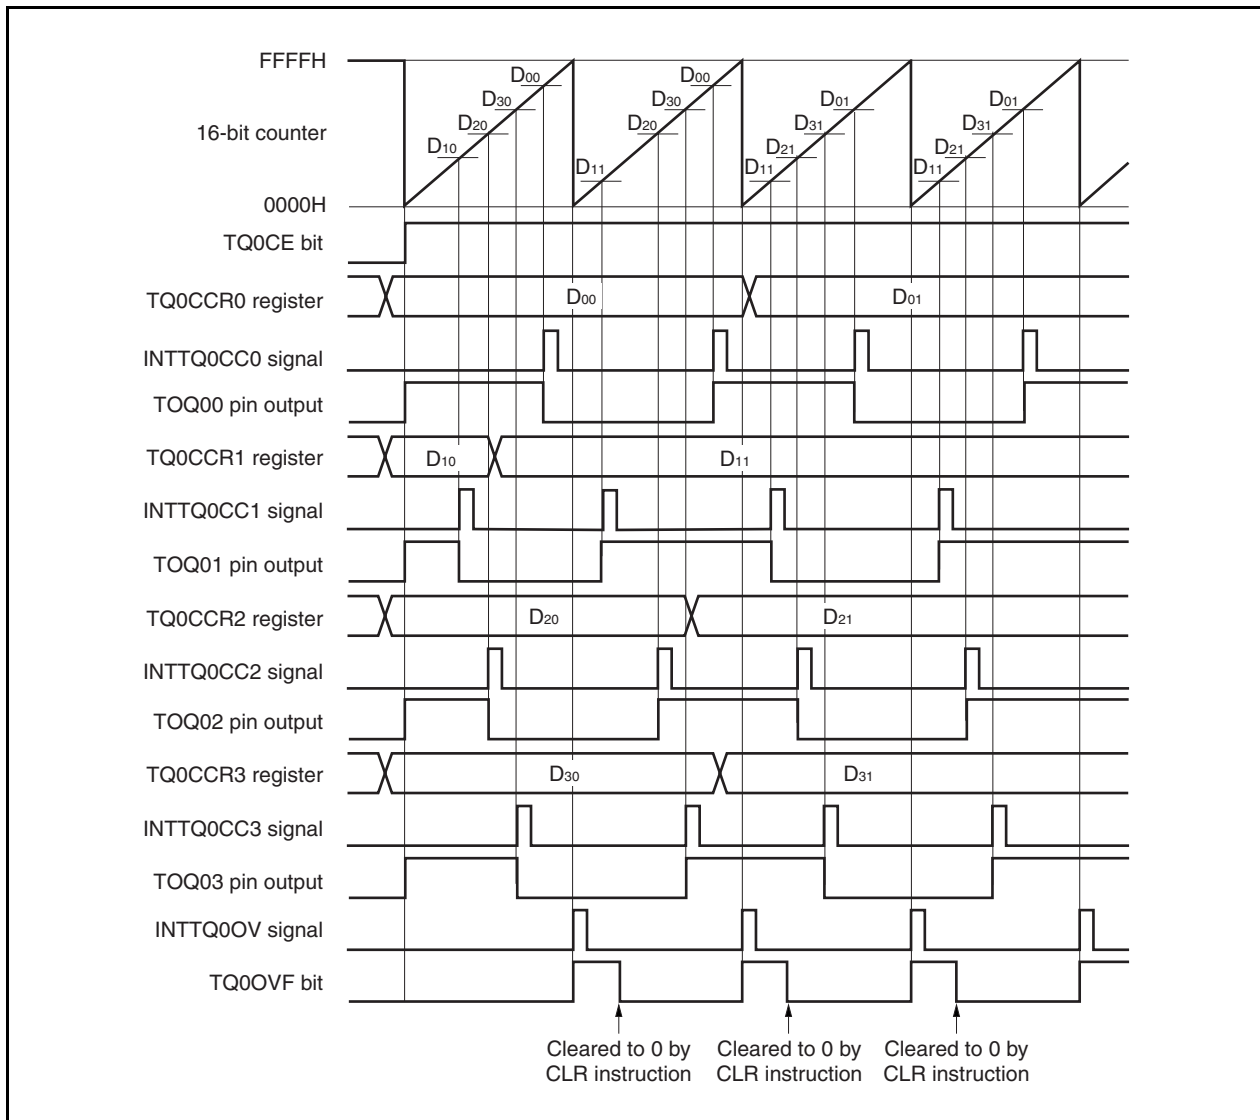 FFFFH
D00
D00
D30
D30
D01
D01
16-bit counter
D20
D20
D31
D31
D10
D21
D21
D11
D11
D11
0000H
TQ0CE bit
TQ0CCR0 register
D00
D01
INTTQ0CC0 signal
TOQ00 pin output
TQ0CCR1 register
D10
D11
INTTQ0CC1 signal
TOQ01 pin output
TQ0CCR2 register
D20
D21
INTTQ0CC2 signal
TOQ02 pin output
TQ0CCR3 register
D30
D31
INTTQ0CC3 signal
TOQ03 pin output
INTTQ0OV signal
TQ0OVF bit
Cleared to 0 by
CLR instruction
Cleared to 0 by
CLR instruction
Cleared to 0 by
CLR instruction